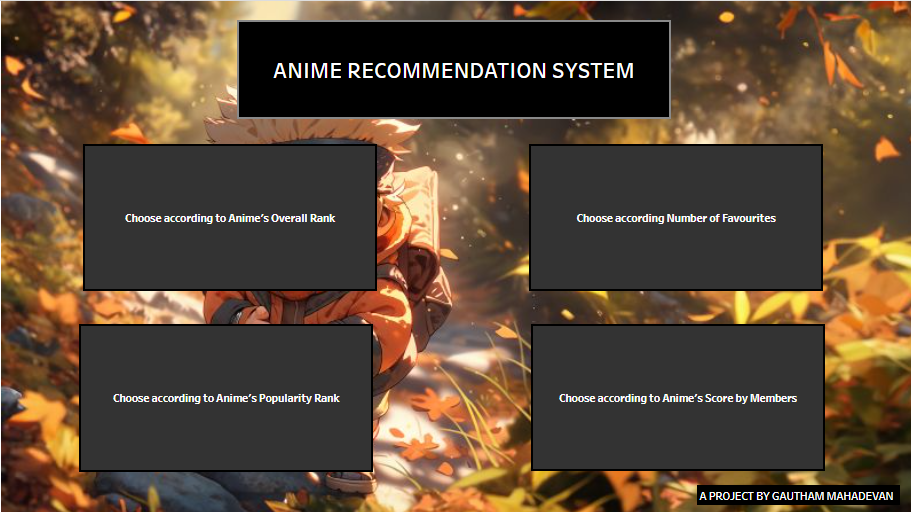 ANIME RECOMMENDATION SYSTEM
Choose according to Anime's Overall Rank
Choose according Number of Favourites
Choose according to Anime's Popularity Rank
Choose according to Anime's Score by Members
A PROJECT BY GAUTHAM MAHADEVAN